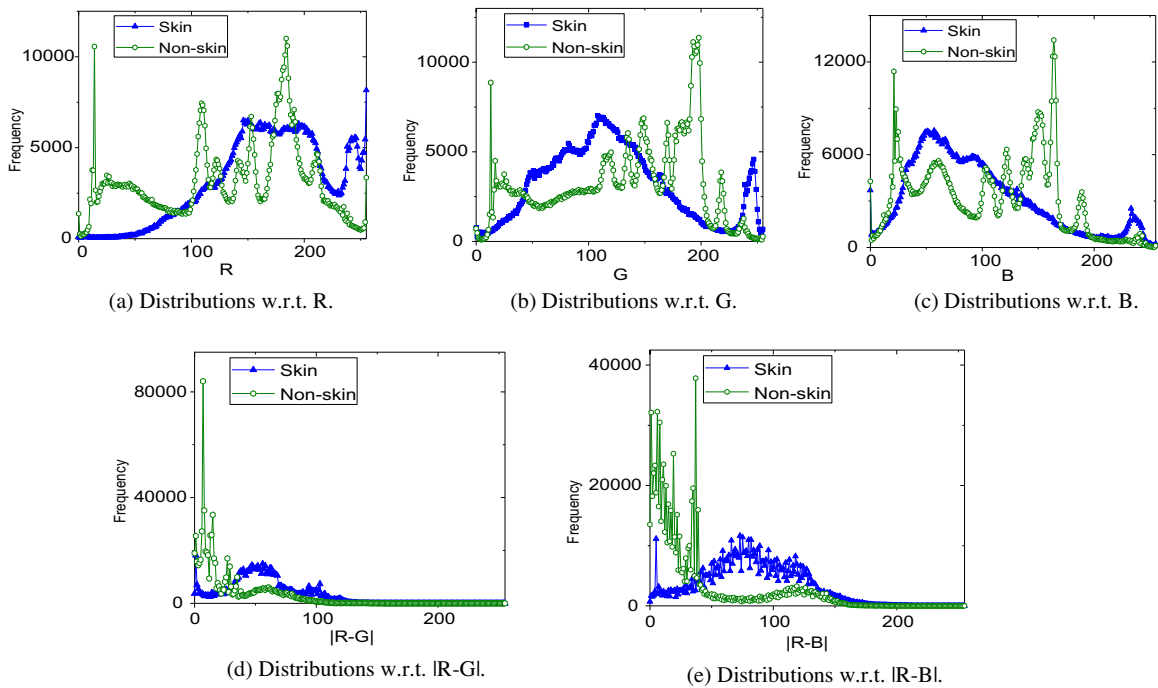 Skin
Non-skin
Frequency
10000
5000
0
0
100
200
R
(a) Distributions w.r.t. R.
Skin
Non-skin
Frequency
10000
5000
0
0
100
200
G
(b) Distributions w.r.t. G.
Skin
Non-skin
Frequency
12000
6000
0
0
100
200
B
(c) Distributions w.r.t. B.
Skin
Non-skin
Frequency
80000
40000
0
0
100
200
|R-G|
(d) Distributions w.r.t. |R-G|.
Skin
Non-skin
Frequency
40000
20000
0
0
100
200
|R-B|
(e) Distributions w.r.t. |R-B|.